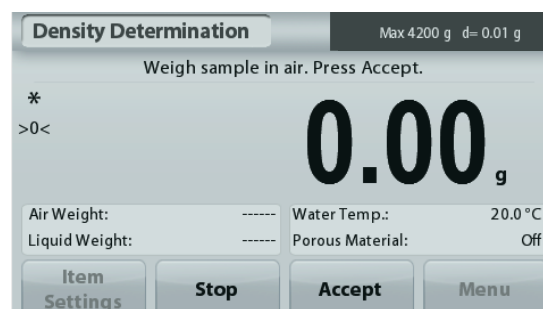 Density Determination
Max 4200 g d= 0.01 g
Weigh sample in air. Press Accept.
*
>0<
0.00 g
Air Weight: ------ Water Temp.: 20.0 °C
Liquid Weight: ------ Porous Material: Off
Item Settings
Stop
Accept
Menu